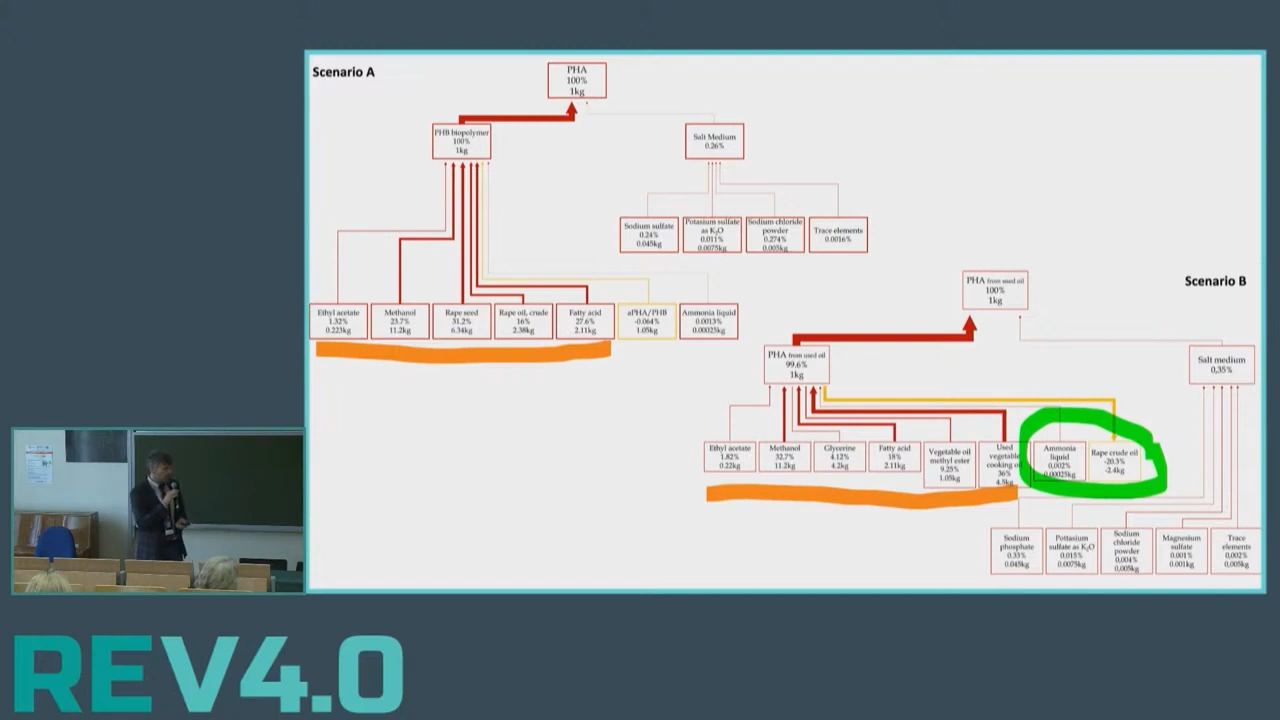 Scenario A
PHA
100%
1kg
PHB biopolymer
100%
1kg
Salt Medium
0.26%
Sodium sulfate
0.24%
0.045kg
Potasium sulfate
as K₂O
0.011%
0.0075kg
Sodium chloride
powder
0.274%
0.005kg
Trace elements
0.0016%
Ethyl acetate
1.32%
0.223kg
Methanol
23.7%
11.2kg
Rape seed
31.2%
6.34kg
Rape oil, crude
16%
2.38kg
Fatty acid
27.6%
2.11kg
aPHA/PHB
-0.064%
1.05kg
Ammonia liquid
0.0013%
0.00025kg
Scenario B
PHA from used oil
100%
1kg
PHA from used oil
99.6%
1kg
Salt medium
0,35%
Ethyl acetate
1.82%
0.22kg
Methanol
32.7%
11.2kg
Glycerine
4.12%
4.2kg
Fatty acid
18%
2.11kg
Vegetable oil
methyl ester
9.25%
1.05kg
Used
vegetable
cooking oil
36%
4.5kg
Ammonia
liquid
0,002%
0.00025kg
Rape crude oil
-20.3%
-2.4kg
Sodium
phosphate
0.33%
0.045kg
Pottasium
sulfate as K₂O
0.015%
0.0075kg
Sodium
chloride
powder
0,004%
0,005kg
Magnesium
sulfate
0.001%
0.001kg
Trace
elements
0,002%
0,005kg
REV4.0